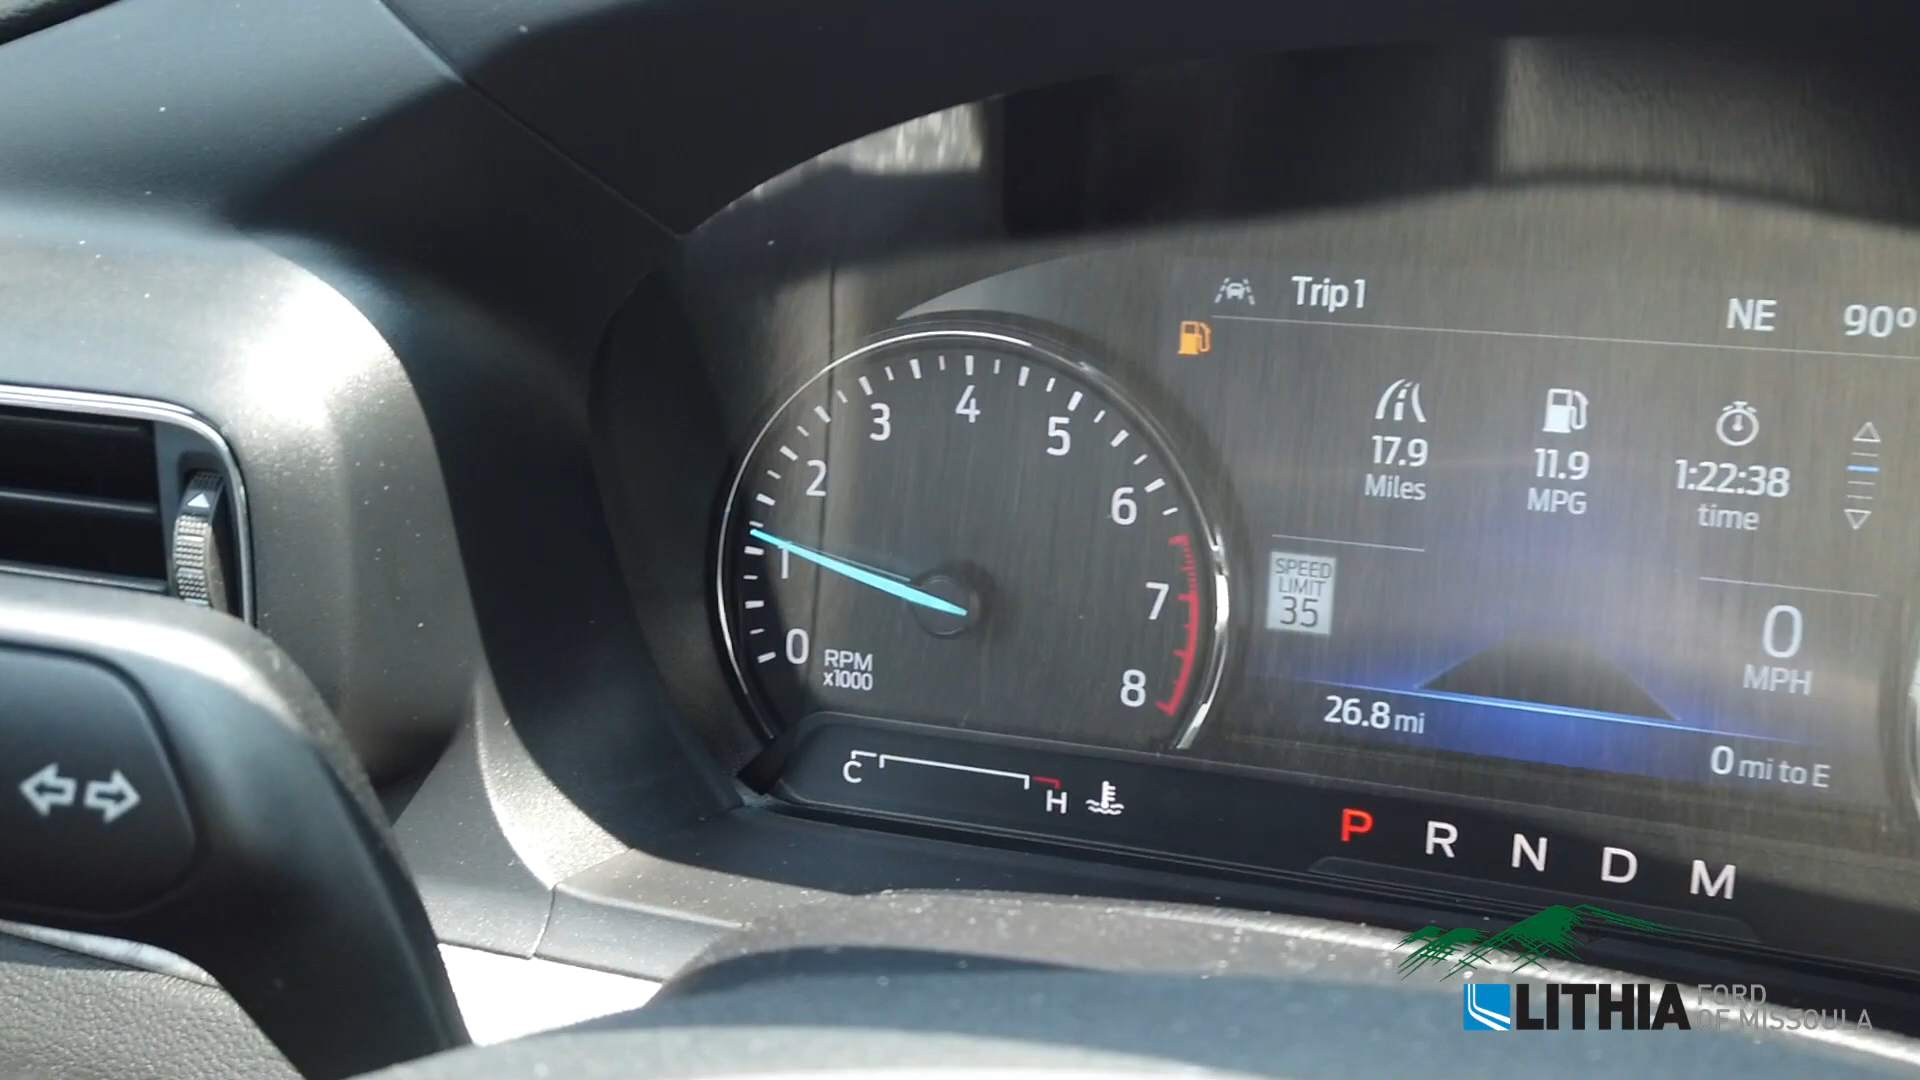 Trip 1
NE
90°
17.9
Miles
11.9
MPG
1:22:38
time
0
1
2
3
4
5
6
7
8
RPM
x1000
SPEED
LIMIT
35
0
MPH
26.8 mi
0 mi to E
C
H
P R N D M
LITHIA FORD
OF MISSOULA